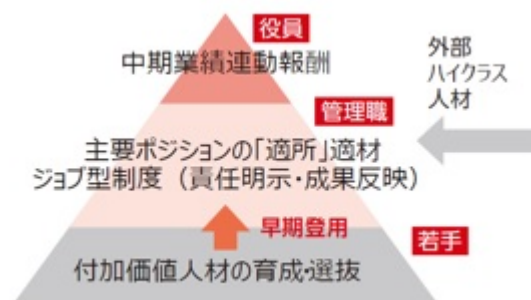 役員
中期業績連動報酬
外部
ハイクラス
人材
管理職
主要ポジションの「適所」適材
ジョブ型制度（責任明示・成果反映）
早期登用
若手
付加価値人材の育成・選抜